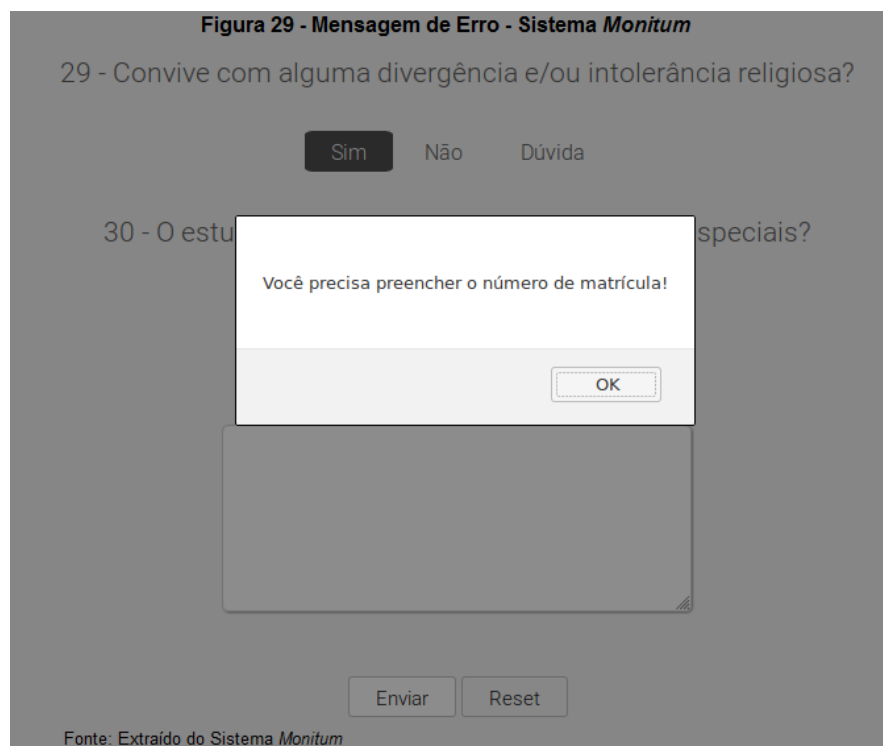 Figura 29 - Mensagem de Erro - Sistema Monitum
29 - Convive com alguma divergência e/ou intolerância religiosa?
Sim Não Dúvida
30 - O estu speciais?
Você precisa preencher o número de matrícula!
OK
Enviar Reset
Fonte: Extraído do Sistema Monitum